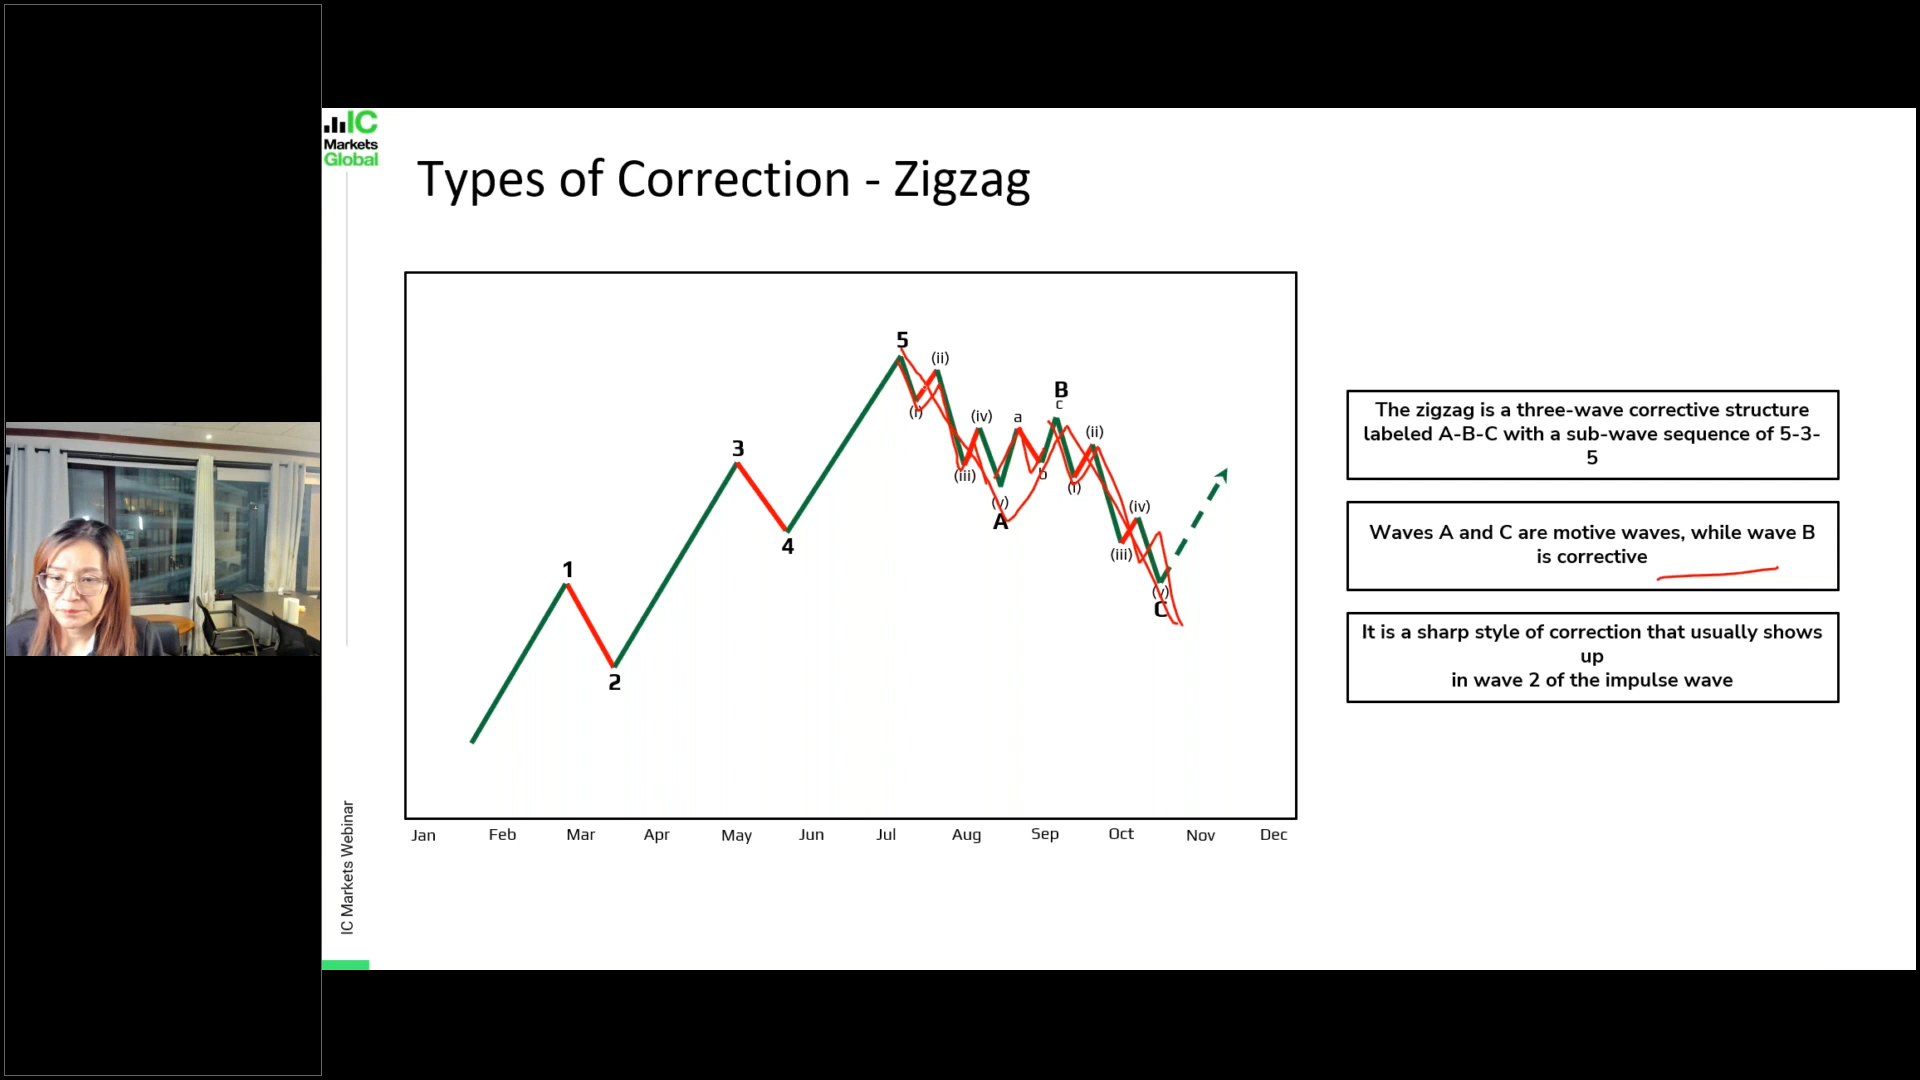 IC
Markets
Global
Types of Correction - Zigzag
5
(ii)
B
c
(i)
(iv)
a
(ii)
3
(iii)
b
(i)
(v)
A
(iv)
4
(iii)
1
(v)
C
2
Jan Feb Mar Apr May Jun Jul Aug Sep Oct Nov Dec
The zigzag is a three-wave corrective structure
labeled A-B-C with a sub-wave sequence of 5-3-
5
Waves A and C are motive waves, while wave B
is corrective
It is a sharp style of correction that usually shows
up
in wave 2 of the impulse wave
IC Markets Webinar